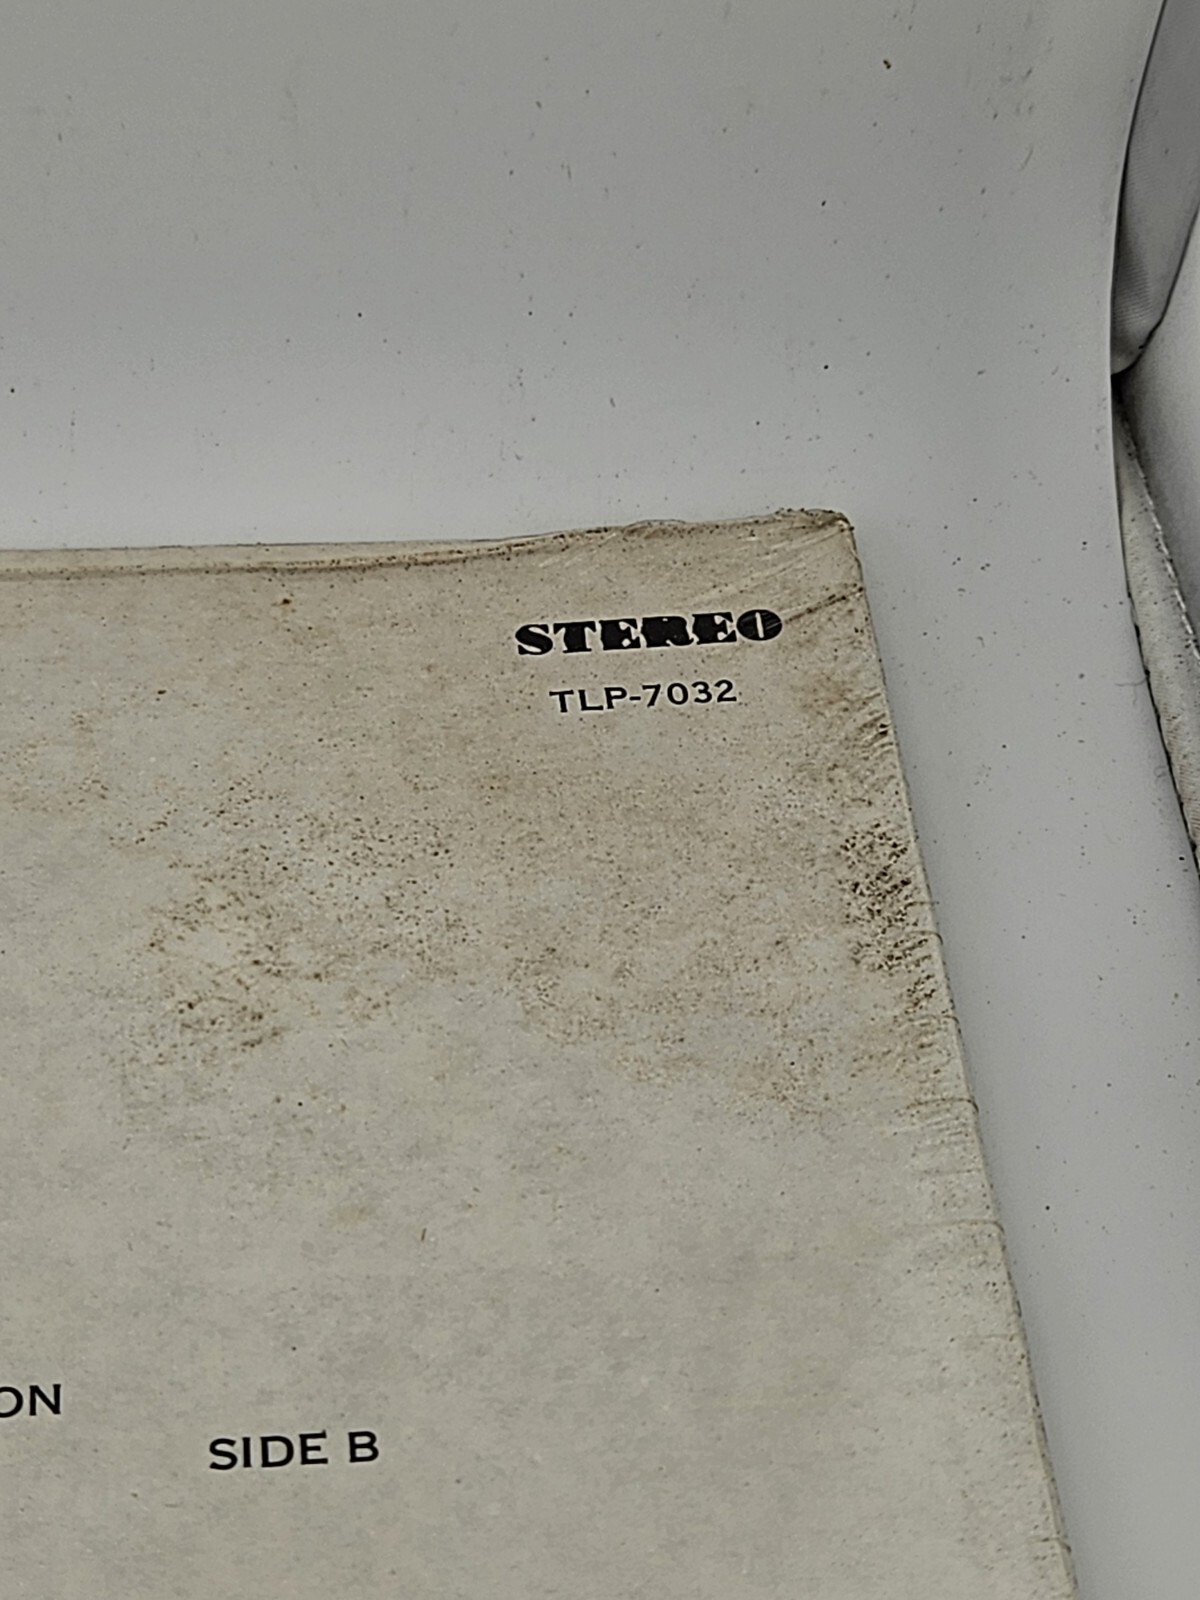 STEREO
TLP-7032
ON
SIDE B